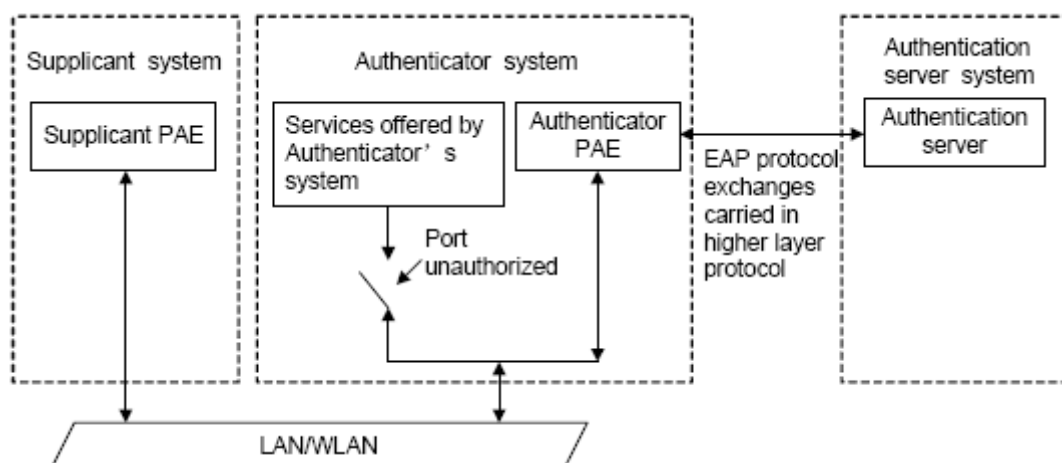 Supplicant system
Supplicant PAE
Authenticator system
Services offered by
Authenticator's
system
Authenticator
PAE
Port
unauthorized
EAP protocol
exchanges
carried in
higher layer
protocol
Authentication
server system
Authentication
server
LAN/WLAN